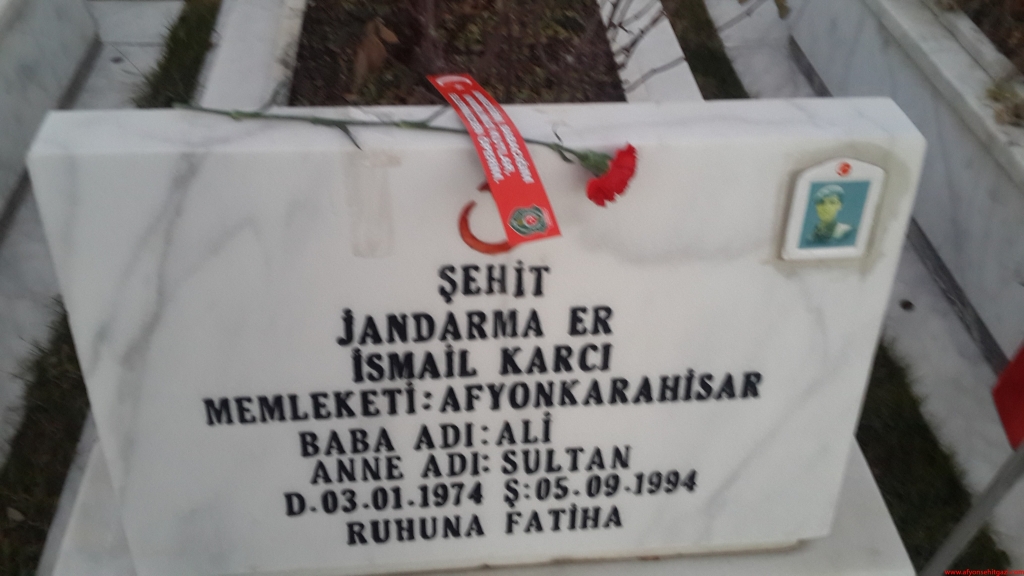 ŞEHİT
JANDARMA ER
İSMAİL KARCI
MEMLEKETİ:AFYONKARAHİSAR
BABA ADI:ALİ
ANNE ADI:SULTAN
D.03.01.1974 Ş:05.09.1994
RUHUNA FATİHA